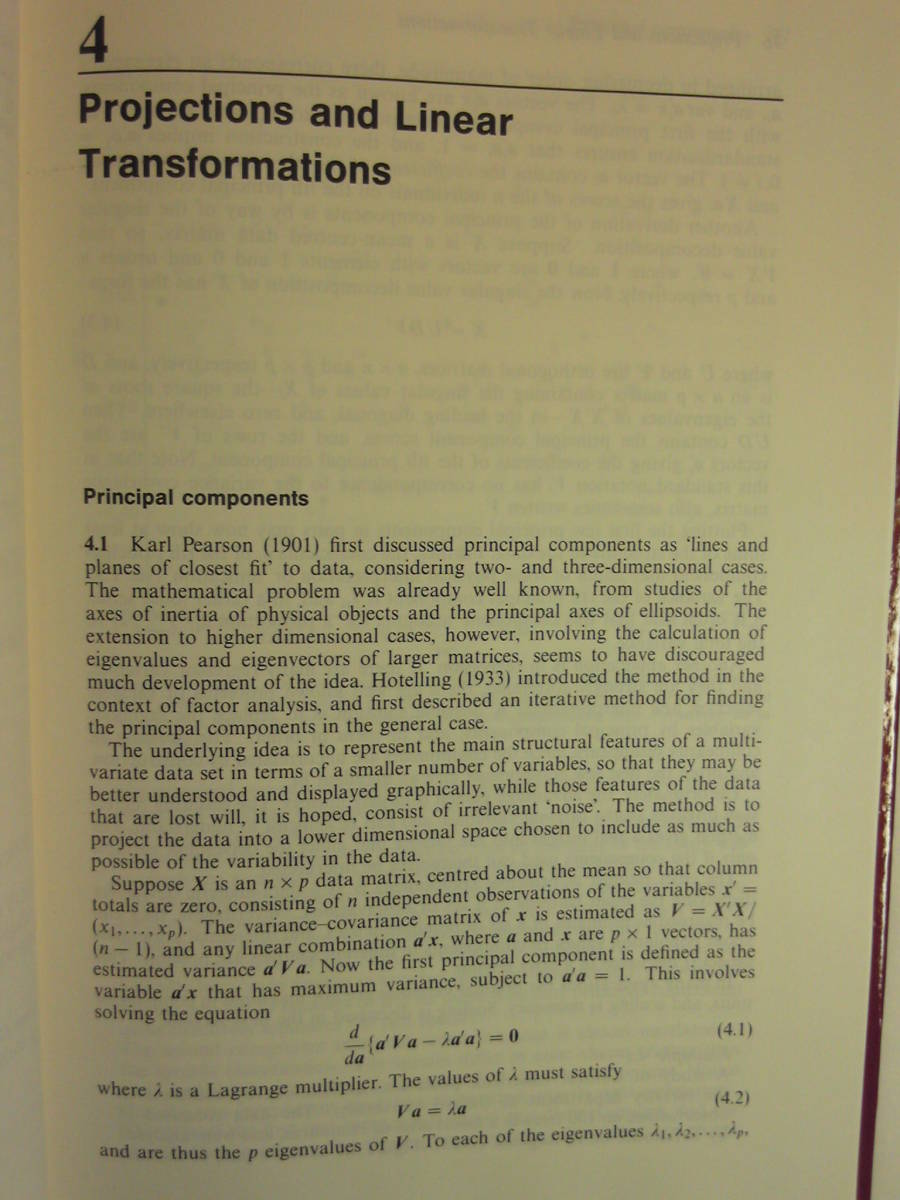 4
Projections and Linear
Transformations
Principal components
4.1 Karl Pearson (1901) first discussed principal components as 'lines and
planes of closest fit' to data, considering two- and three-dimensional cases.
The mathematical problem was already well known, from studies of the
axes of inertia of physical objects and the principal axes of ellipsoids. The
extension to higher dimensional cases, however, involving the calculation of
eigenvalues and eigenvectors of larger matrices, seems to have discouraged
much development of the idea. Hotelling (1933) introduced the method in the
context of factor analysis, and first described an iterative method for finding
the principal components in the general case.
The underlying idea is to represent the main structural features of a multi-
variate data set in terms of a smaller number of variables, so that they may be
better understood and displayed graphically, while those features of the data
that are lost will, it is hoped, consist of irrelevant 'noise'. The method is to
project the data into a lower dimensional space chosen to include as much as
possible of the variability in the data.
Suppose X is an n × p data matrix, centred about the mean so that column
totals are zero, consisting of n independent observations of the variables x' =
(x₁,...,xₚ). The variance–covariance matrix of x is estimated as V = X'X/
(n − 1), and any linear combination a'x, where a and x are p × 1 vectors, has
estimated variance a'Va. Now the first principal component is defined as the
variable a'x that has maximum variance, subject to a'a = 1. This involves
solving the equation
d/da {a'Va − λa'a} = 0 (4.1)
where λ is a Lagrange multiplier. The values of λ must satisfy
Va = λa (4.2)
and are thus the p eigenvalues of V. To each of the eigenvalues λ₁, λ₂,..., λₚ,